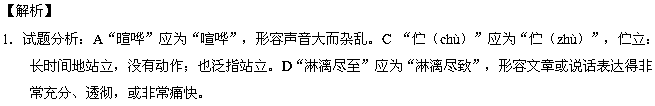 【解析】
1. 试题分析：A“暄哗”应为“喧哗”，形容声音大而杂乱。C “伫（chù）”应为“伫（zhù）”，伫立：
长时间地站立，没有动作；也泛指站立。D“淋漓尽至”应为“淋漓尽致”，形容文章或说话表达得非
常充分、透彻，或非常痛快。